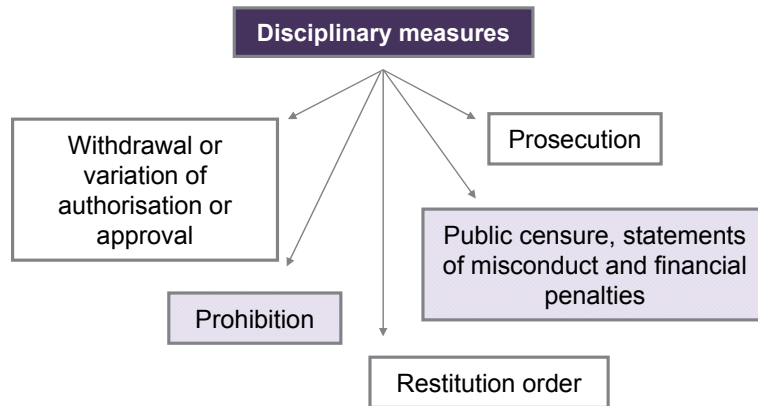 Disciplinary measures
Withdrawal or
variation of
authorisation or
approval
Prosecution
Public censure, statements
of misconduct and financial
penalties
Prohibition
Restitution order